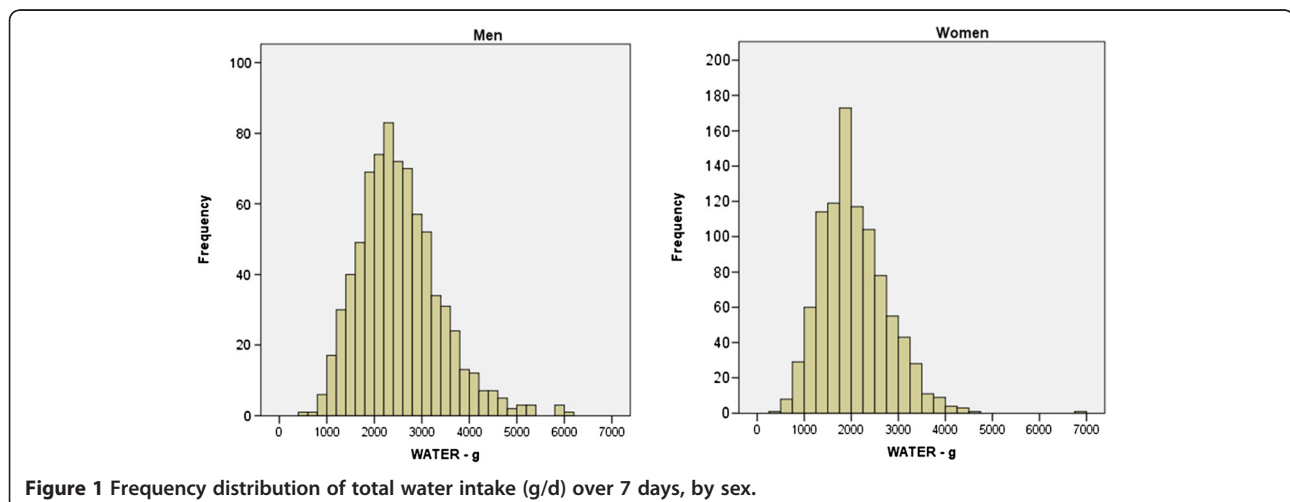 Men
100
80
60
40
20
0
Frequency
0 1000 2000 3000 4000 5000 6000 7000
WATER - g
Women
200
180
160
140
120
100
80
60
40
20
0
Frequency
0 1000 2000 3000 4000 5000 6000 7000
WATER - g
Figure 1 Frequency distribution of total water intake (g/d) over 7 days, by sex.